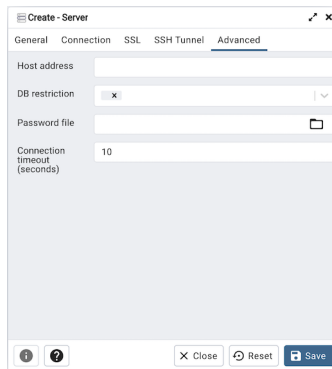 Create - Server
General Connection SSL SSH Tunnel Advanced
Host address
DB restriction
Password file
Connection
timeout
(seconds)
10
Close Reset Save